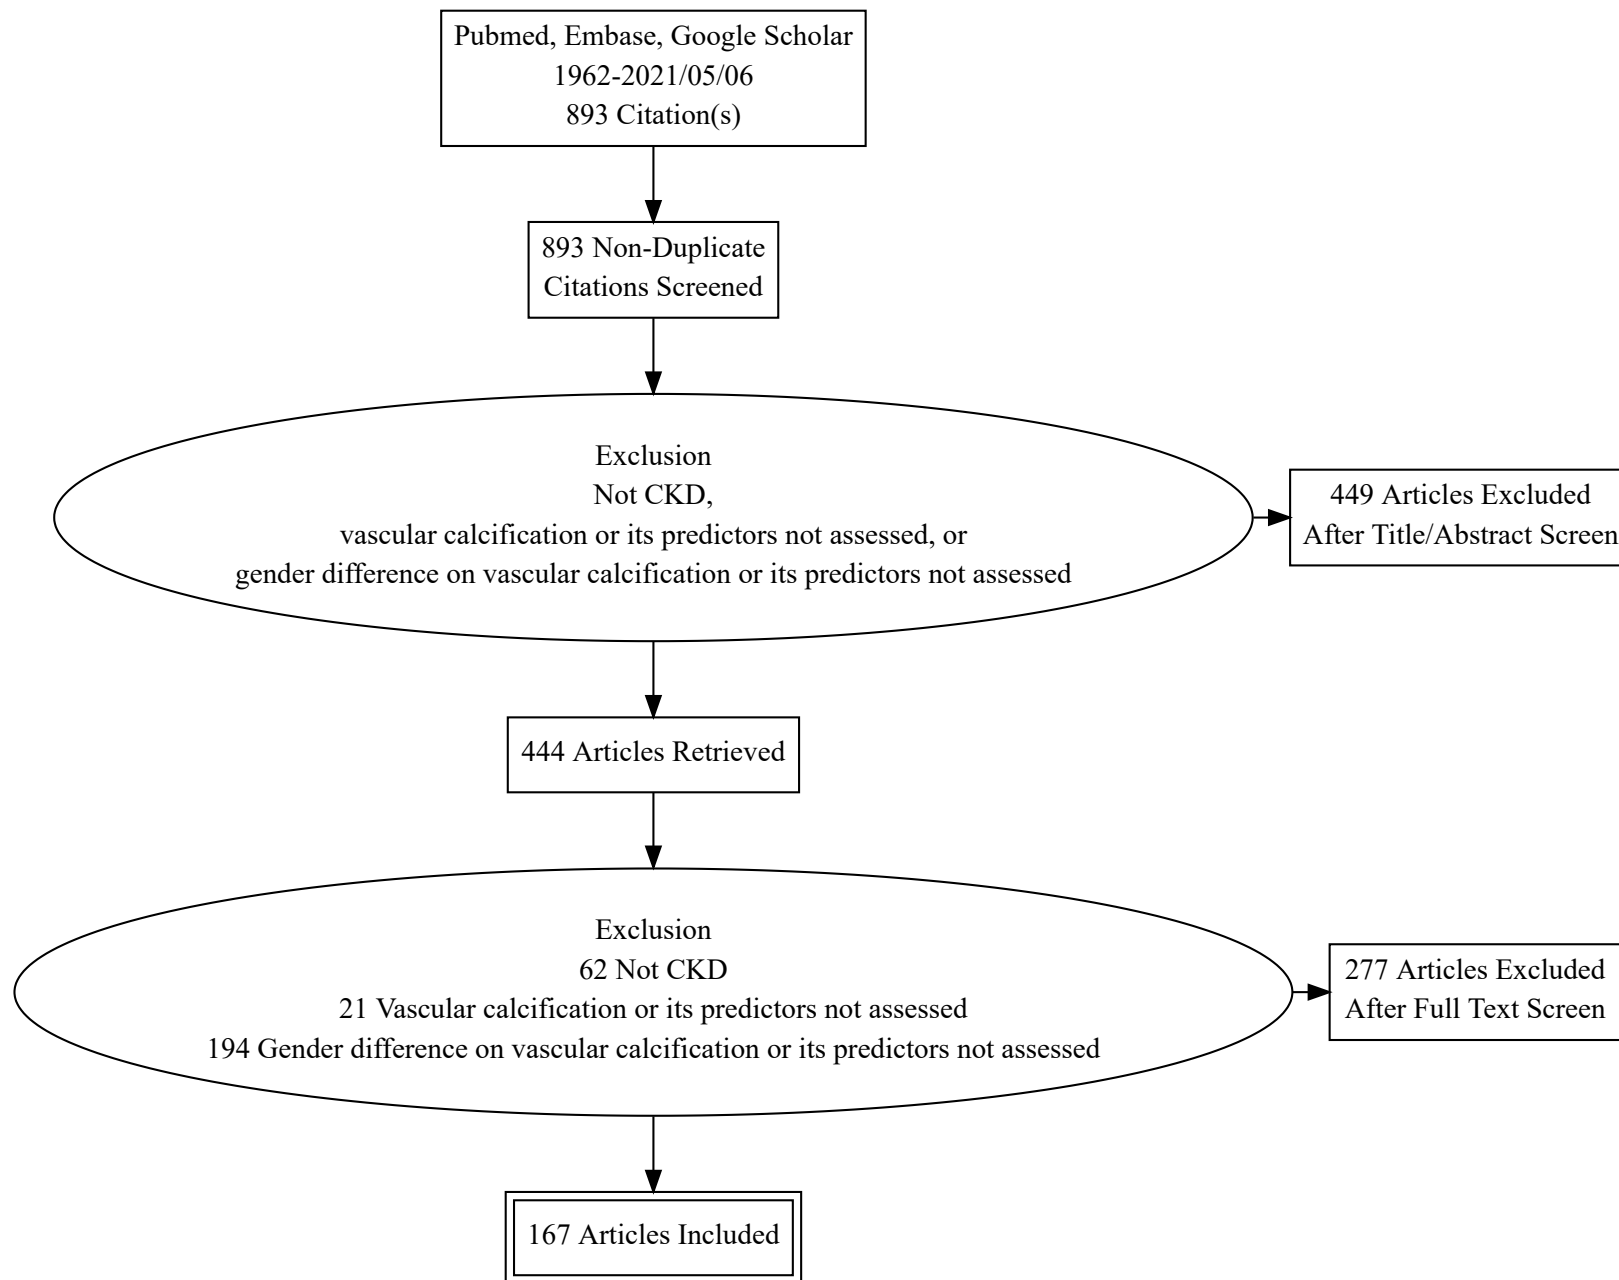 Pubmed, Embase, Google Scholar
1962-2021/05/06
893 Citation(s)
893 Non-Duplicate
Citations Screened
Exclusion
Not CKD,
vascular calcification or its predictors not assessed, or
gender difference on vascular calcification or its predictors not assessed
449 Articles Excluded
After Title/Abstract Screen
444 Articles Retrieved
Exclusion
62 Not CKD
21 Vascular calcification or its predictors not assessed
194 Gender difference on vascular calcification or its predictors not assessed
277 Articles Excluded
After Full Text Screen
167 Articles Included